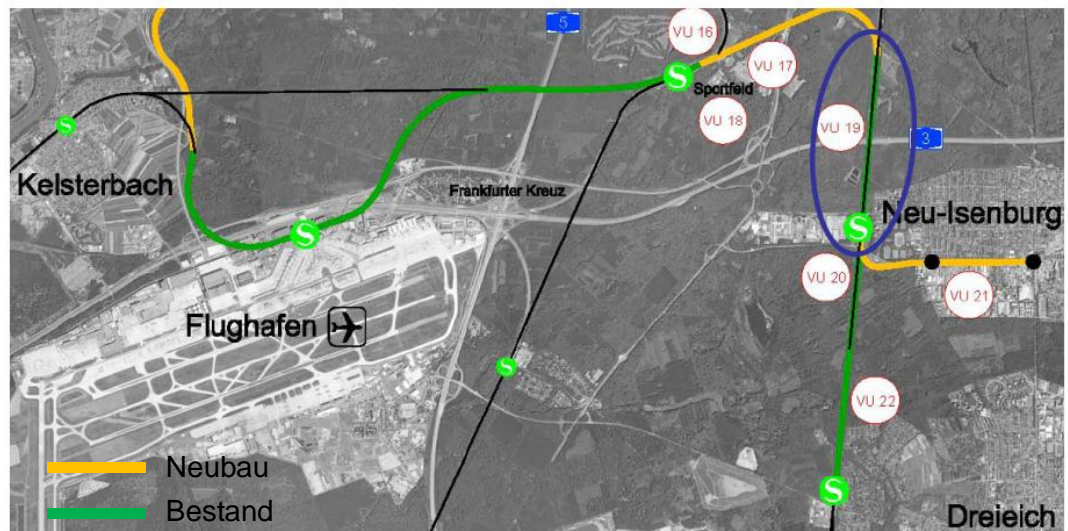 5
VU 16
VU 17
S
Sportfeld
VU 18
S
VU 19
3
Kelsterbach
Frankfurter Kreuz
S
Neu-Isenburg
S
VU 20
VU 21
Flughafen
S
VU 22
Neubau
S
Bestand
Dreieich